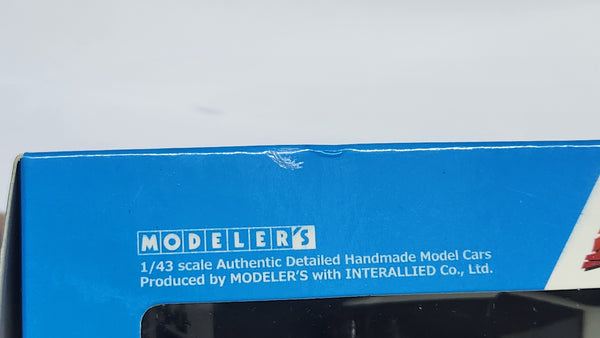 MODELER'S
1/43 scale Authentic Detailed Handmade Model Cars
Produced by MODELER'S with INTERALLIED Co., Ltd.